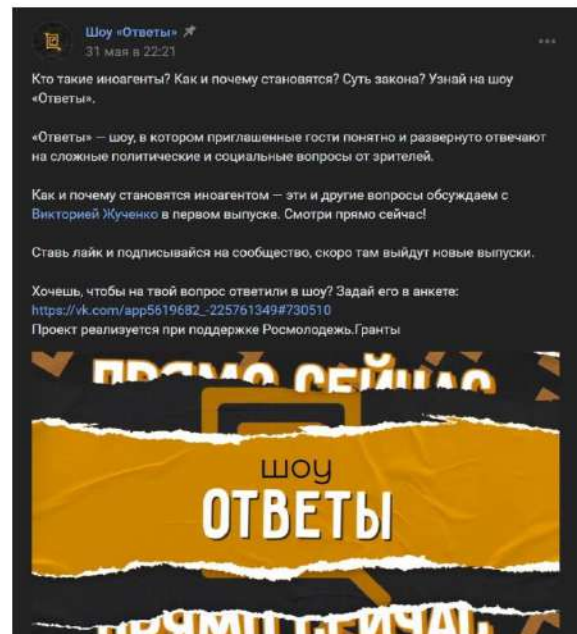 Шоу «Ответы»
31 мая в 22:21
Кто такие иноагенты? Как и почему становятся? Суть закона? Узнай на шоу
«Ответы».
«Ответы» — шоу, в котором приглашенные гости понятно и развернуто отвечают
на сложные политические и социальные вопросы от зрителей.
Как и почему становятся иноагентом — эти и другие вопросы обсуждаем с
Викторией Жученко в первом выпуске. Смотри прямо сейчас!
Ставь лайк и подписывайся на сообщество, скоро там выйдут новые выпуски.
Хочешь, чтобы на твой вопрос ответили в шоу? Задай его в анкете:
https://vk.com/app5619682_-225761349#730510
Проект реализуется при поддержке Росмолодежь.Гранты
ПРЯМО СЕЙЧАС
шоу
ОТВЕТЫ
ПРЯМО СЕЙЧАС